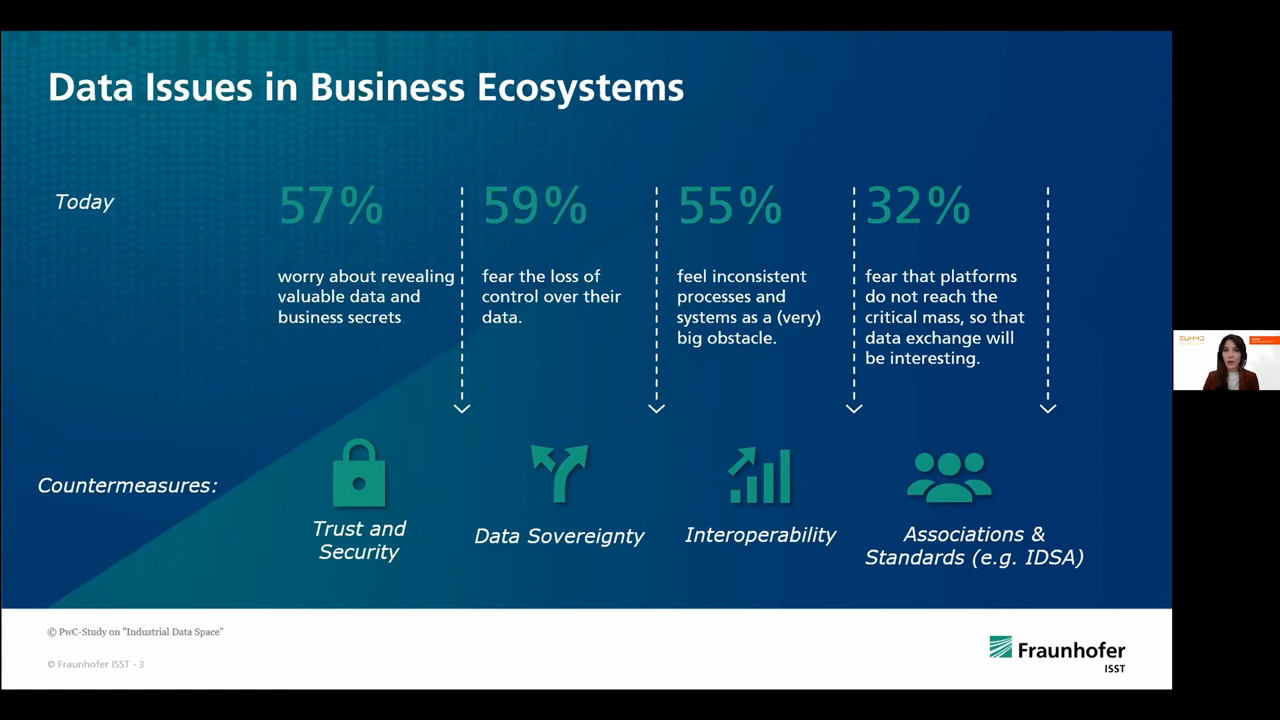 Data Issues in Business Ecosystems
Today
57%
worry about revealing
valuable data and
business secrets
59%
fear the loss of
control over their
data.
55%
feel inconsistent
processes and
systems as a (very)
big obstacle.
32%
fear that platforms
do not reach the
critical mass, so that
data exchange will
be interesting.
Countermeasures:
Trust and
Security
Data Sovereignty
Interoperability
Associations &
Standards (e.g. IDSA)
© PwC-Study on "Industrial Data Space"
© Fraunhofer ISST - 3
Fraunhofer
ISST